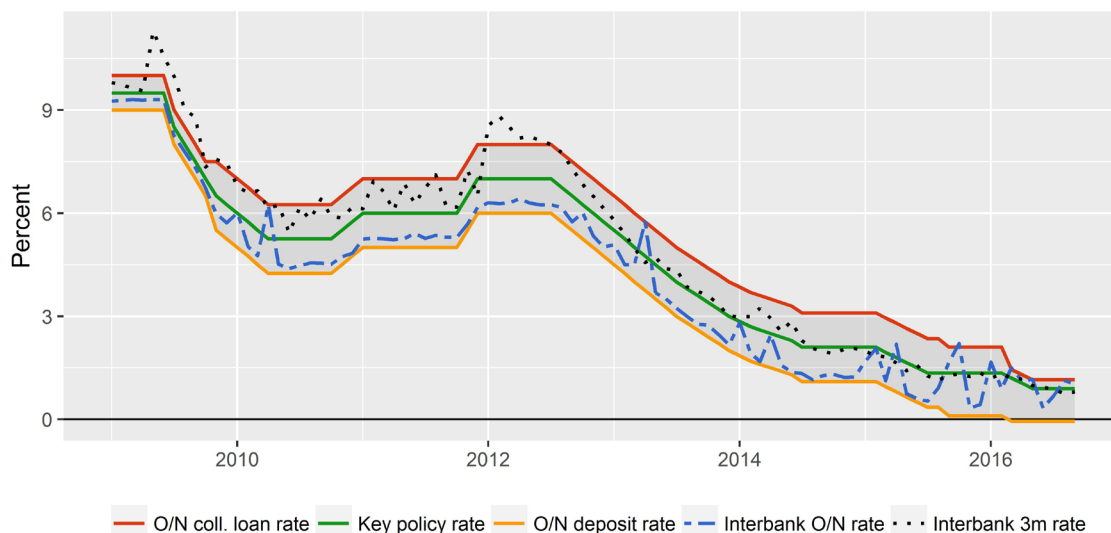 Percent
9
6
3
0
2010 2012 2014 2016
O/N coll. loan rate Key policy rate O/N deposit rate Interbank O/N rate Interbank 3m rate